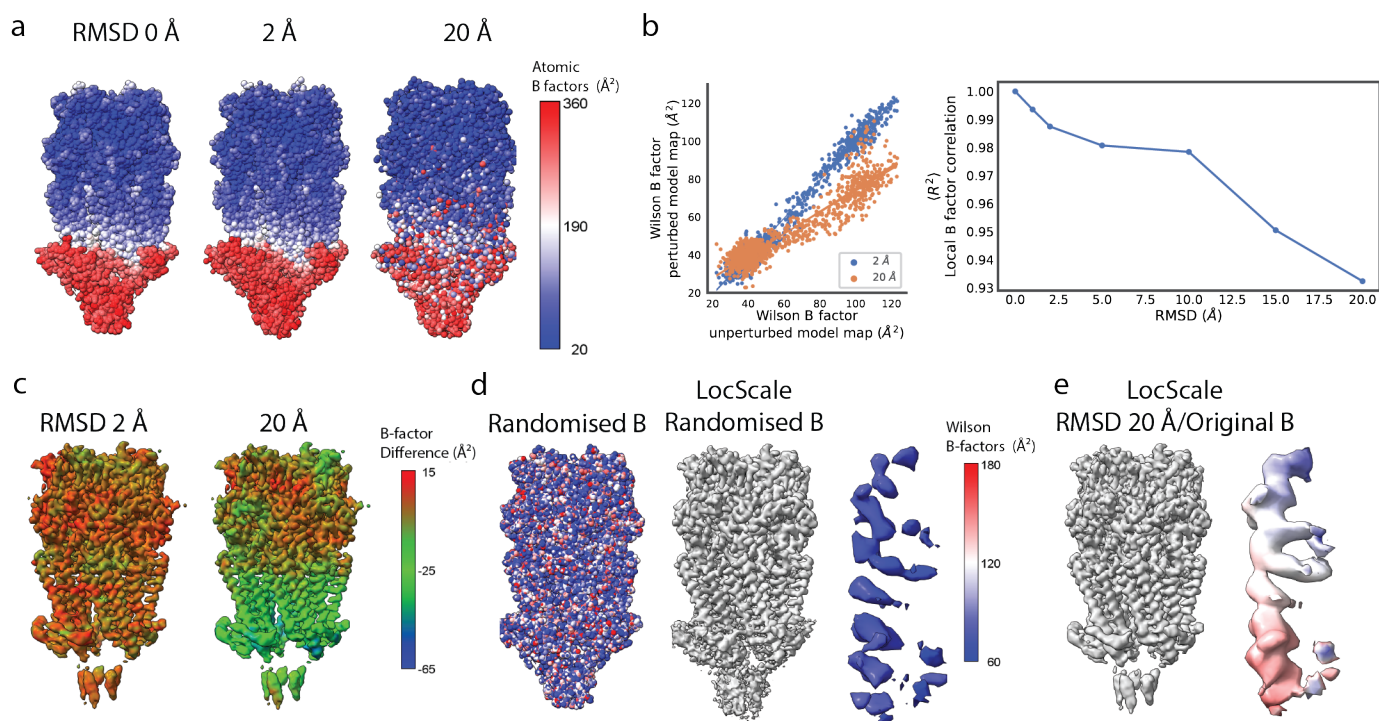 a
RMSD 0 Å
2 Å
20 Å
Atomic
B factors (Å²)
360
190
20
b
Wilson B factor
perturbed model map (Å²)
120
100
80
60
40
20
2 Å
20 Å
20
40
60
80
100
120
Wilson B factor
unperturbed model map (Å²)
Local B factor correlation
⟨R²⟩
1.00
0.99
0.98
0.97
0.96
0.95
0.94
0.93
0.0
2.5
5.0
7.5
10.0
12.5
15.0
17.5
20.0
RMSD (Å)
c
RMSD 2 Å
20 Å
B-factor
Difference (Å²)
15
-25
-65
d
Randomised B
LocScale
Randomised B
Wilson
B-factors (Å²)
180
120
60
e
LocScale
RMSD 20 Å/Original B